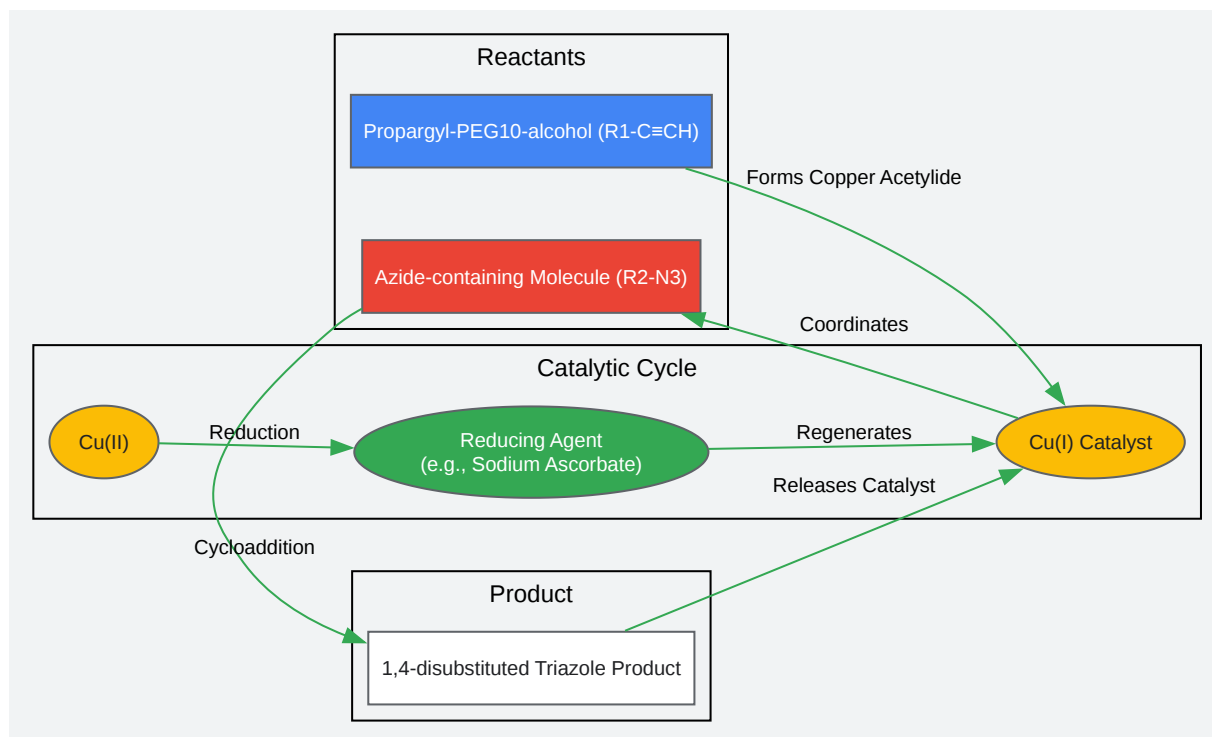 Reactants
Propargyl-PEG10-alcohol (R1-C≡CH)
Forms Copper Acetylide
Azide-containing Molecule (R2-N3)
Coordinates
Catalytic Cycle
Cu(II)
Reduction
Reducing Agent
(e.g., Sodium Ascorbate)
Regenerates
Cu(I) Catalyst
Releases Catalyst
Cycloaddition
Product
1,4-disubstituted Triazole Product